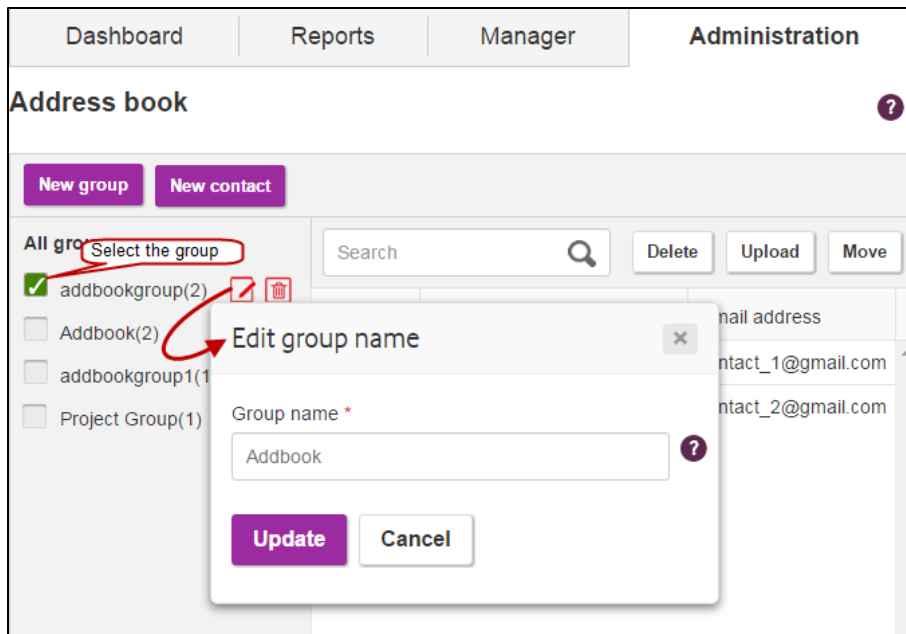 Dashboard Reports Manager Administration
Address book ?
New group New contact
All gro
Select the group
Search Delete Upload Move
addbookgroup(2)
Addbook(2)
addbookgroup1(1
Project Group(1)
Edit group name
Group name *
Addbook ?
Update Cancel
mail address
ntact_1@gmail.com
ntact_2@gmail.com